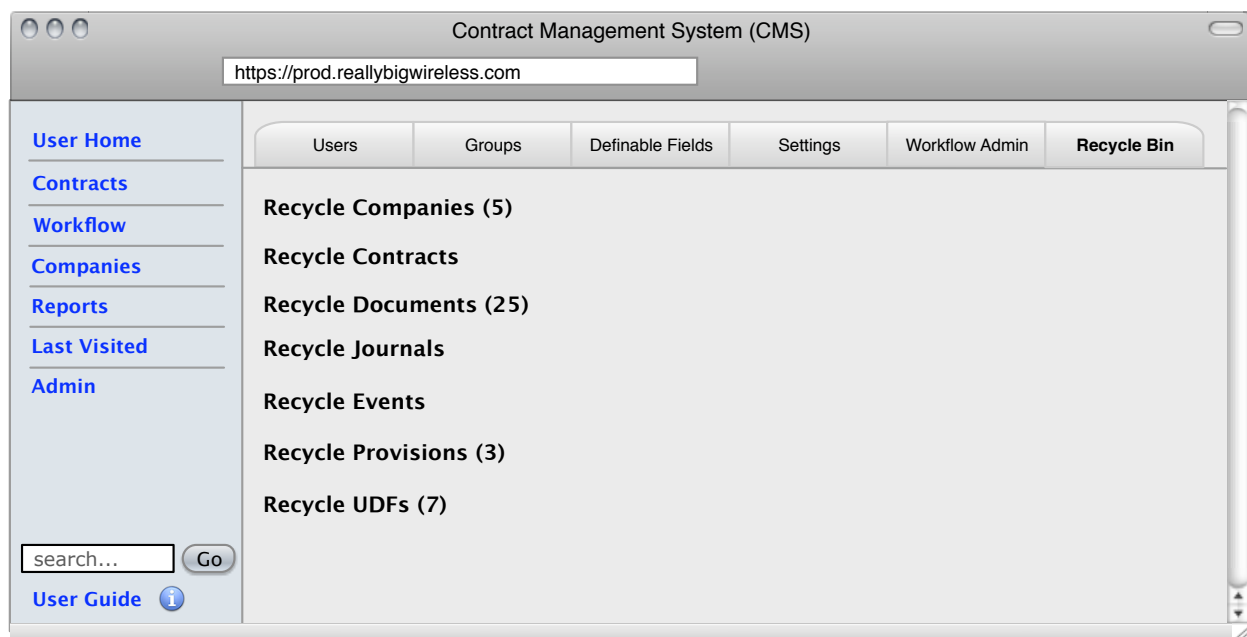 Contract Management System (CMS)
https://prod.reallybigwireless.com
User Home
Contracts
Workflow
Companies
Reports
Last Visited
Admin
search...
Go
User Guide
i
Users
Groups
Definable Fields
Settings
Workflow Admin
Recycle Bin
Recycle Companies (5)
Recycle Contracts
Recycle Documents (25)
Recycle Journals
Recycle Events
Recycle Provisions (3)
Recycle UDFs (7)